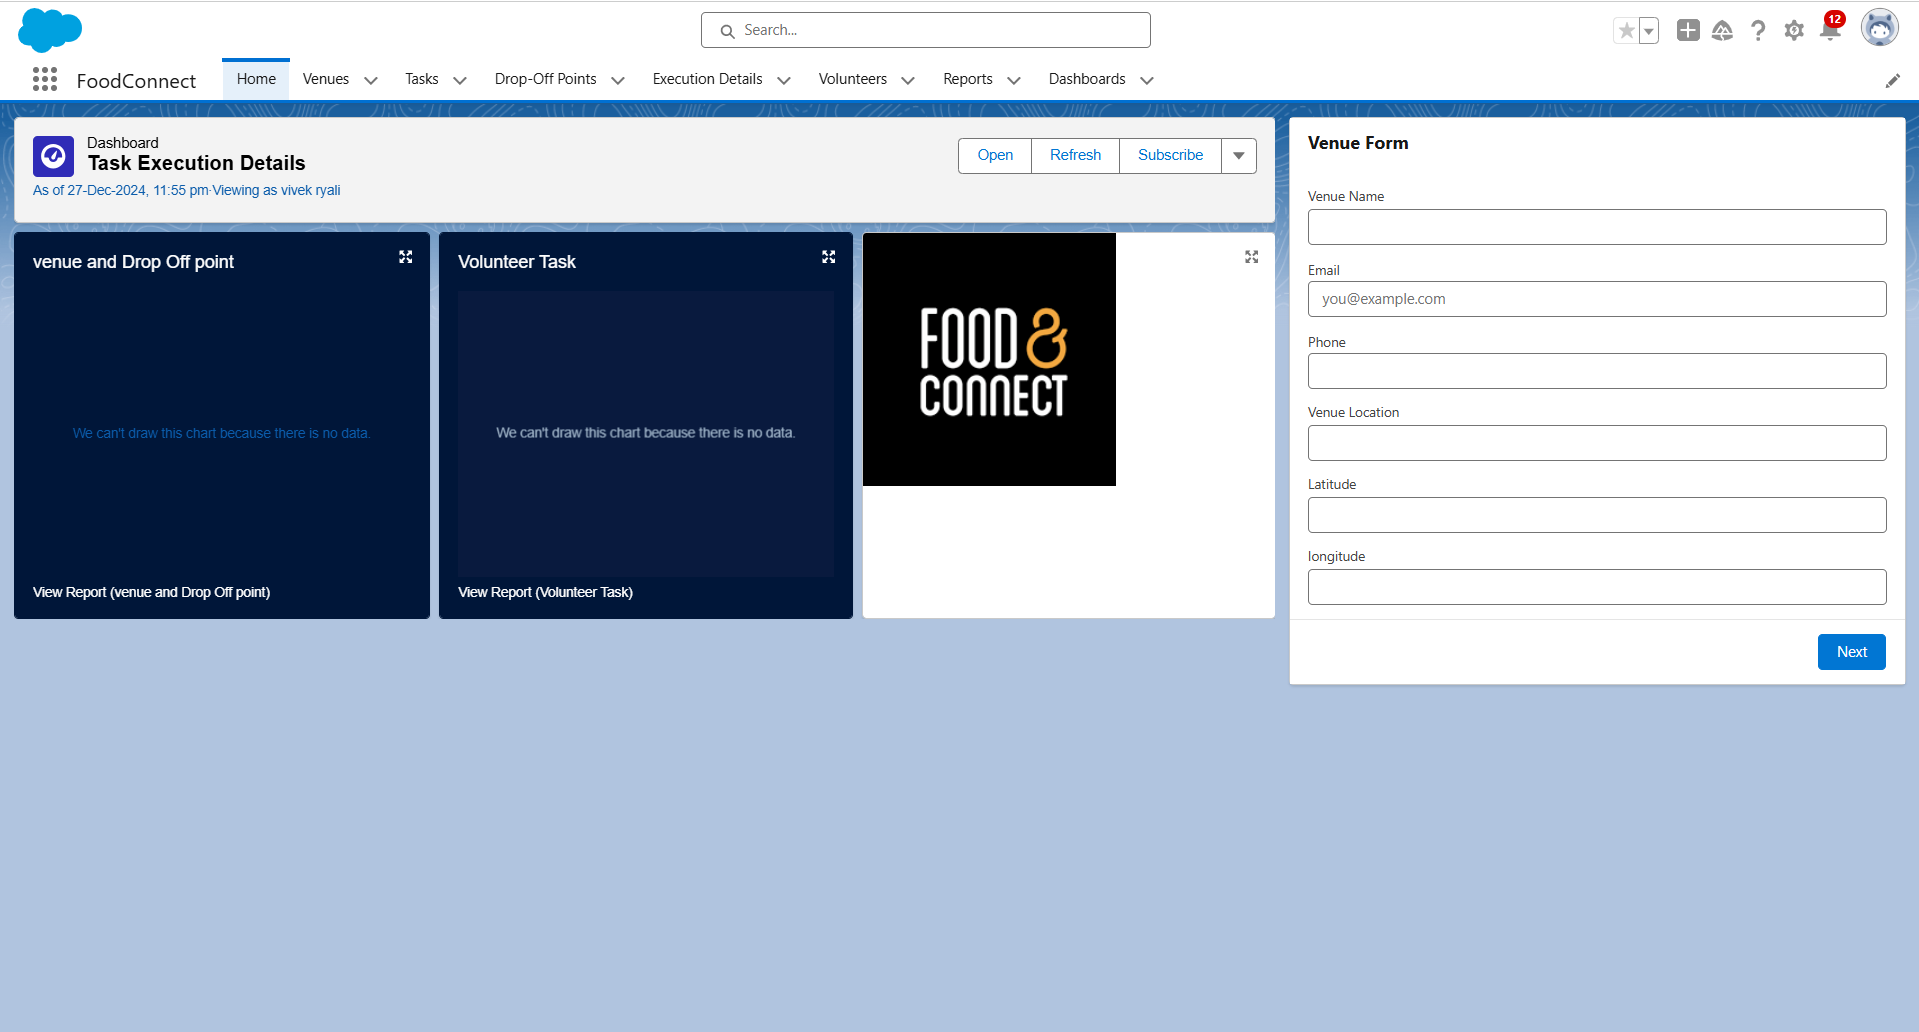 Search...
12
FoodConnect
Home
Venues
Tasks
Drop-Off Points
Execution Details
Volunteers
Reports
Dashboards
Dashboard
Task Execution Details
As of 27-Dec-2024, 11:55 pm·Viewing as vivek ryali
Open
Refresh
Subscribe
venue and Drop Off point
We can't draw this chart because there is no data.
View Report (venue and Drop Off point)
Volunteer Task
We can't draw this chart because there is no data.
View Report (Volunteer Task)
FOOD &
CONNECT
Venue Form
Venue Name
Email
you@example.com
Phone
Venue Location
Latitude
longitude
Next